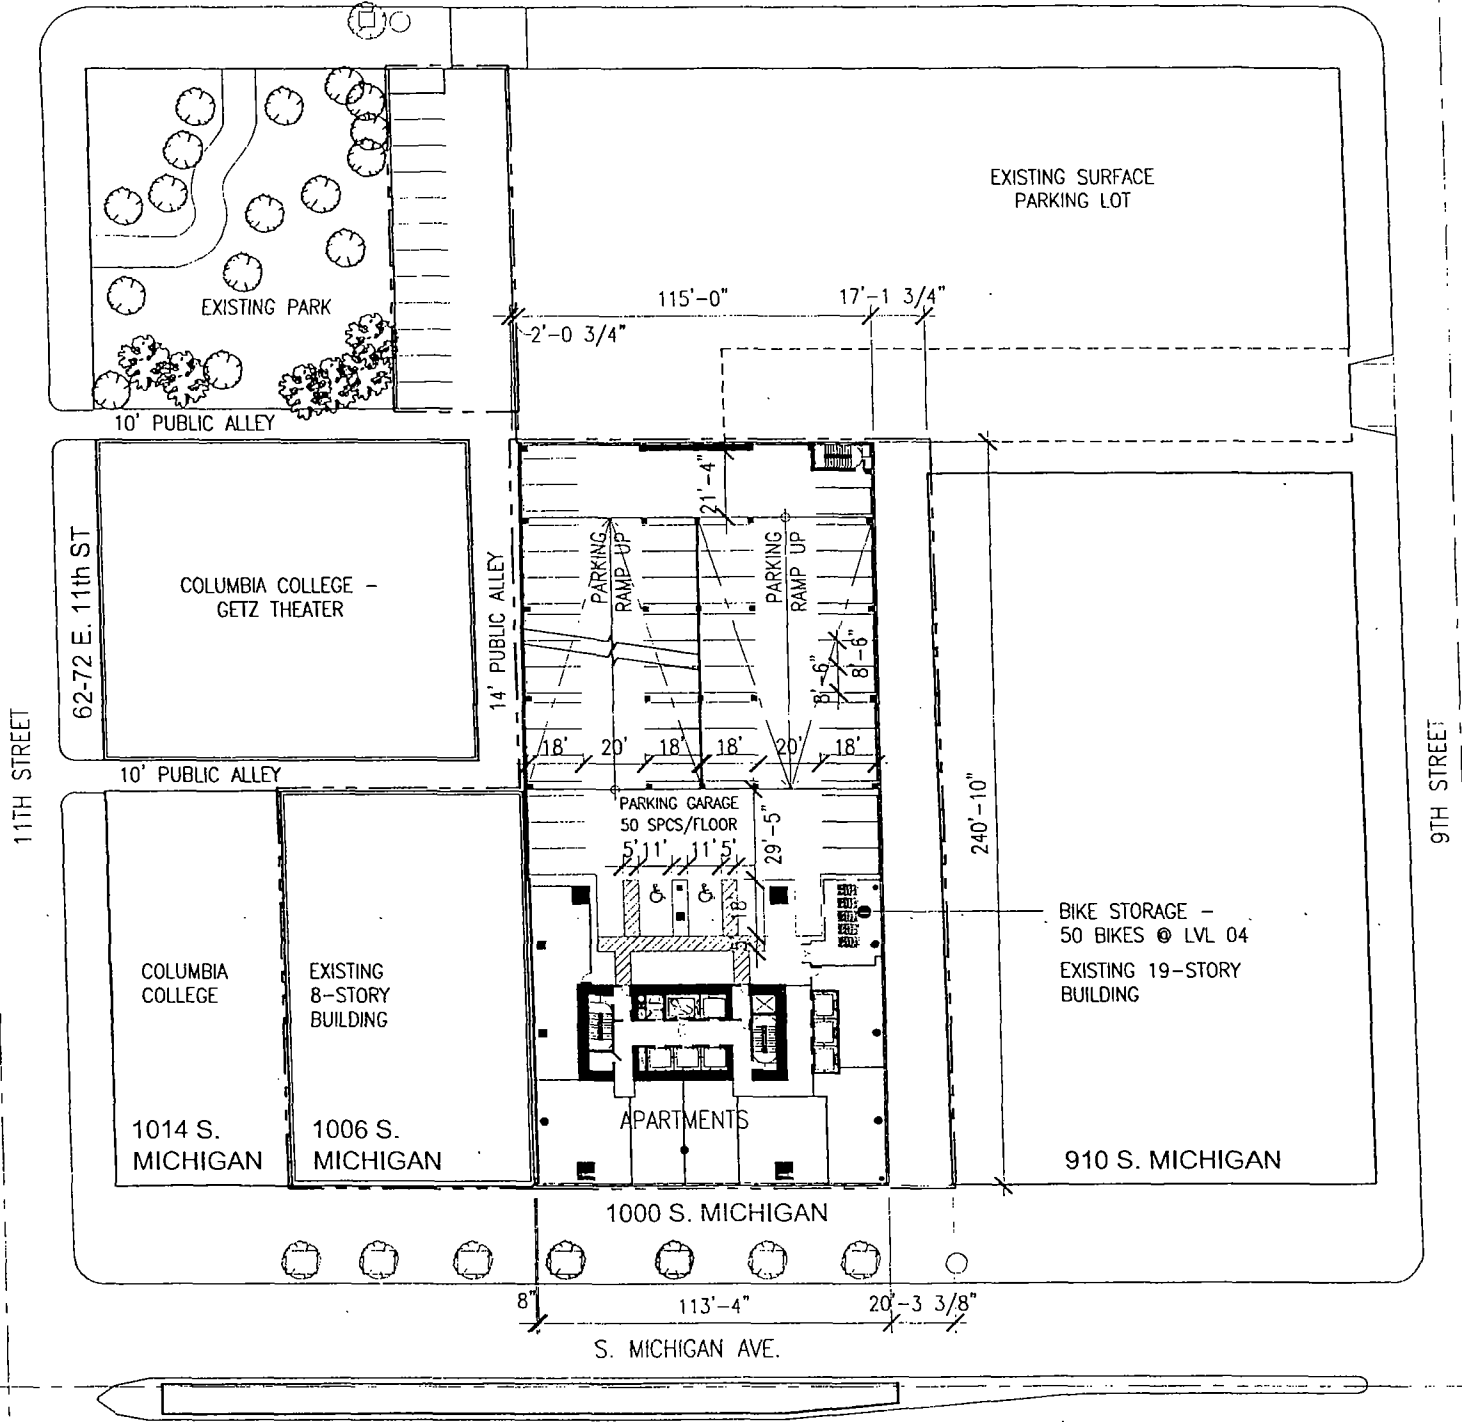 EXISTING SURFACE
PARKING LOT
EXISTING PARK
115'-0"
17'-1 3/4"
2'-0 3/4"
10' PUBLIC ALLEY
21'-4"
62-72 E. 11th ST
COLUMBIA COLLEGE -
GETZ THEATER
14' PUBLIC ALLEY
PARKING
RAMP UP
PARKING
RAMP UP
8'-6"
8'-6"
11TH STREET
9TH STREET
18'
20'
18'
18'
20'
18'
10' PUBLIC ALLEY
240'-10"
PARKING GARAGE
50 SPCS/FLOOR
29'-5"
5'
11'
11'
5'
18'
5'
BIKE STORAGE -
50 BIKES @ LVL 04
EXISTING 19-STORY
BUILDING
COLUMBIA
COLLEGE
EXISTING
8-STORY
BUILDING
1014 S.
MICHIGAN
1006 S.
MICHIGAN
APARTMENTS
910 S. MICHIGAN
1000 S. MICHIGAN
8"
113'-4"
20'-3 3/8"
S. MICHIGAN AVE.